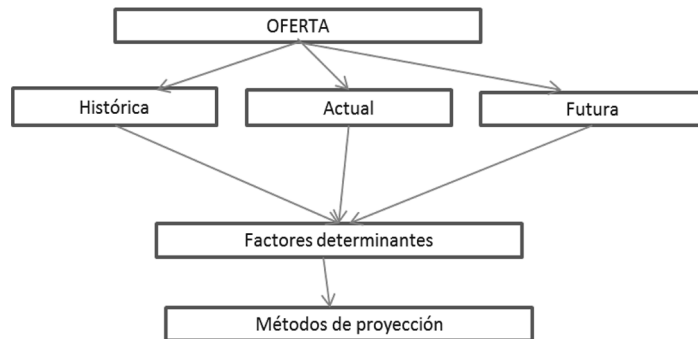 OFERTA
Histórica
Actual
Futura
Factores determinantes
Métodos de proyección